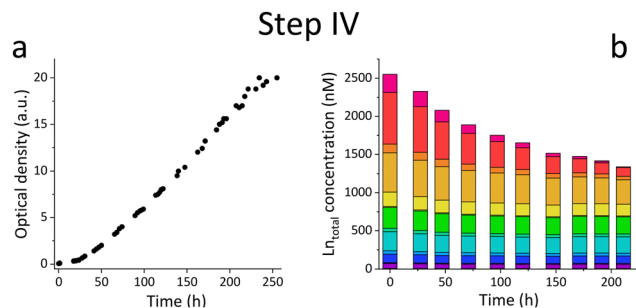 Step IV
a
b
Optical density (a.u.)
20
15
10
5
0
0 50 100 150 200 250
Time (h)
Ln_total concentration (nM)
2500
2000
1500
1000
500
0
0 50 100 150 200
Time (h)